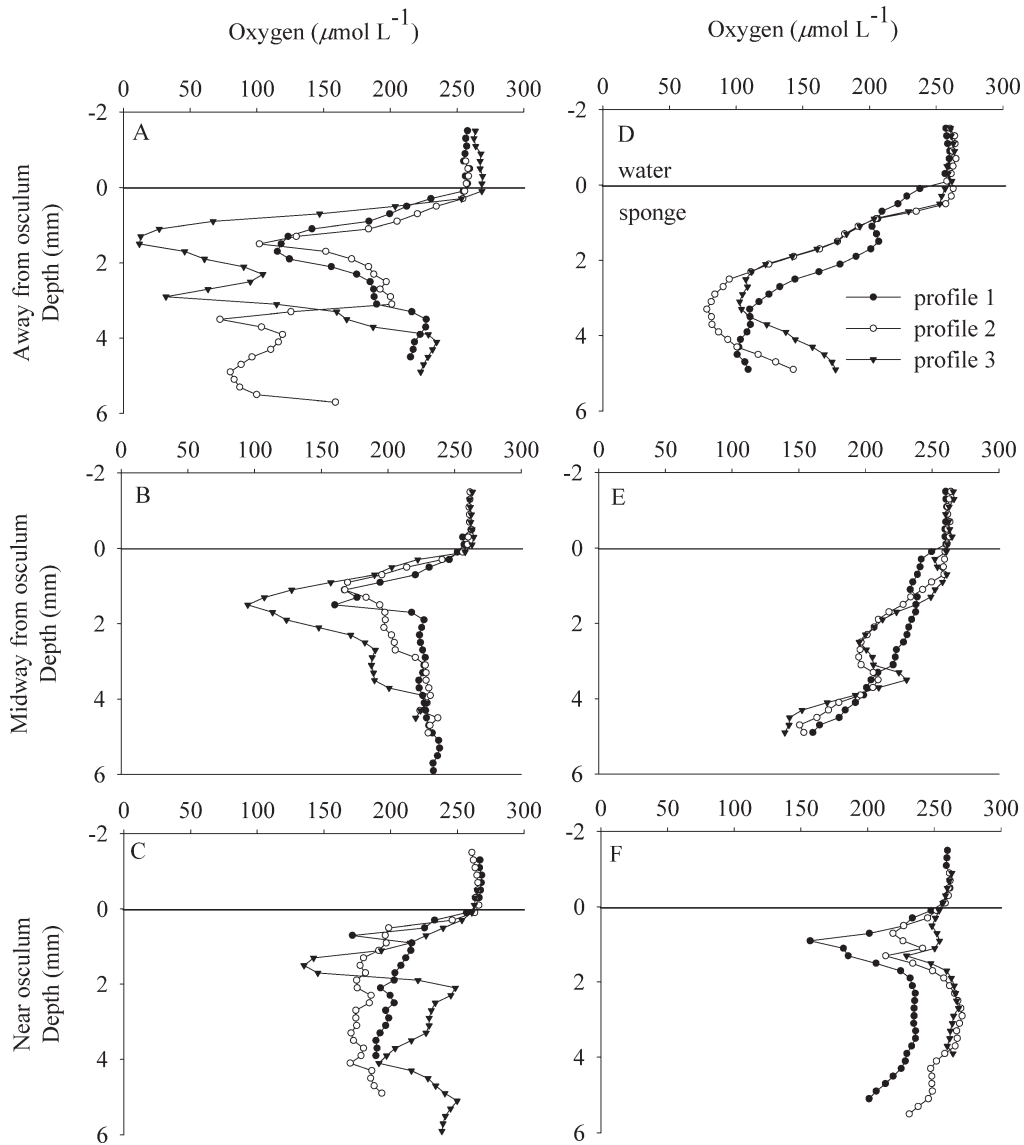 Oxygen (μmol L-1) Oxygen (μmol L-1)
0 50 100 150 200 250 300 0 50 100 150 200 250 300
-2 -2
A D
water
0 0
sponge
Away from osculum
Depth (mm)
2 2
profile 1
profile 2
4 4
profile 3
6 6
0 50 100 150 200 250 300 0 50 100 150 200 250 300
-2 -2
B E
0 0
Midway from osculum
Depth (mm)
2 2
4 4
6 6
0 50 100 150 200 250 300 0 50 100 150 200 250 300
-2 -2
C F
0 0
Near osculum
Depth (mm)
2 2
4 4
6 6